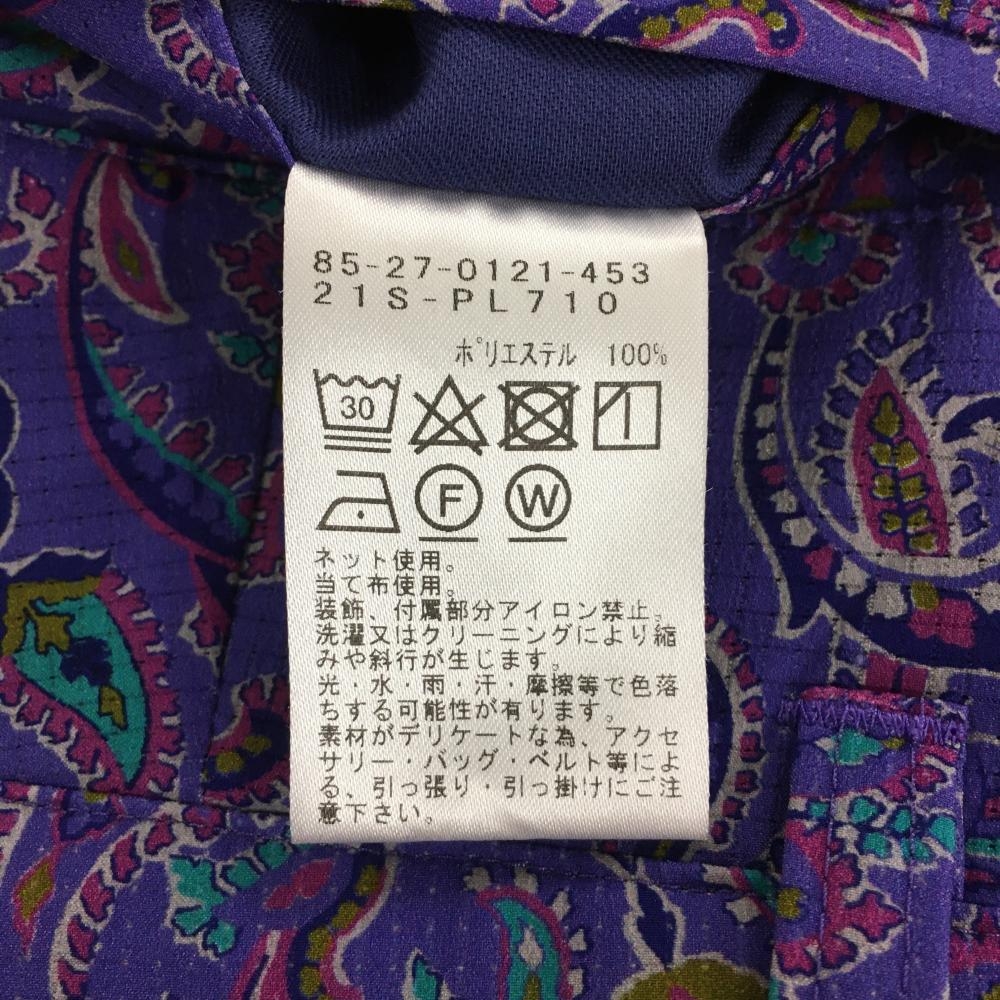 85-27-0121-453
21S-PL710
ポリエステル 100%
30
F W
ネット使用。
当て布使用。
装飾、付属部分アイロン禁止。
洗濯又はクリーニングにより縮
みや斜行が生じます。
光・水・雨・汗・摩擦等で色落
ちする可能性が有ります。
素材がデリケートな為、アクセ
サリー・バッグ・ベルト等によ
る、引っ張り・引っ掛けにご注
意下さい。